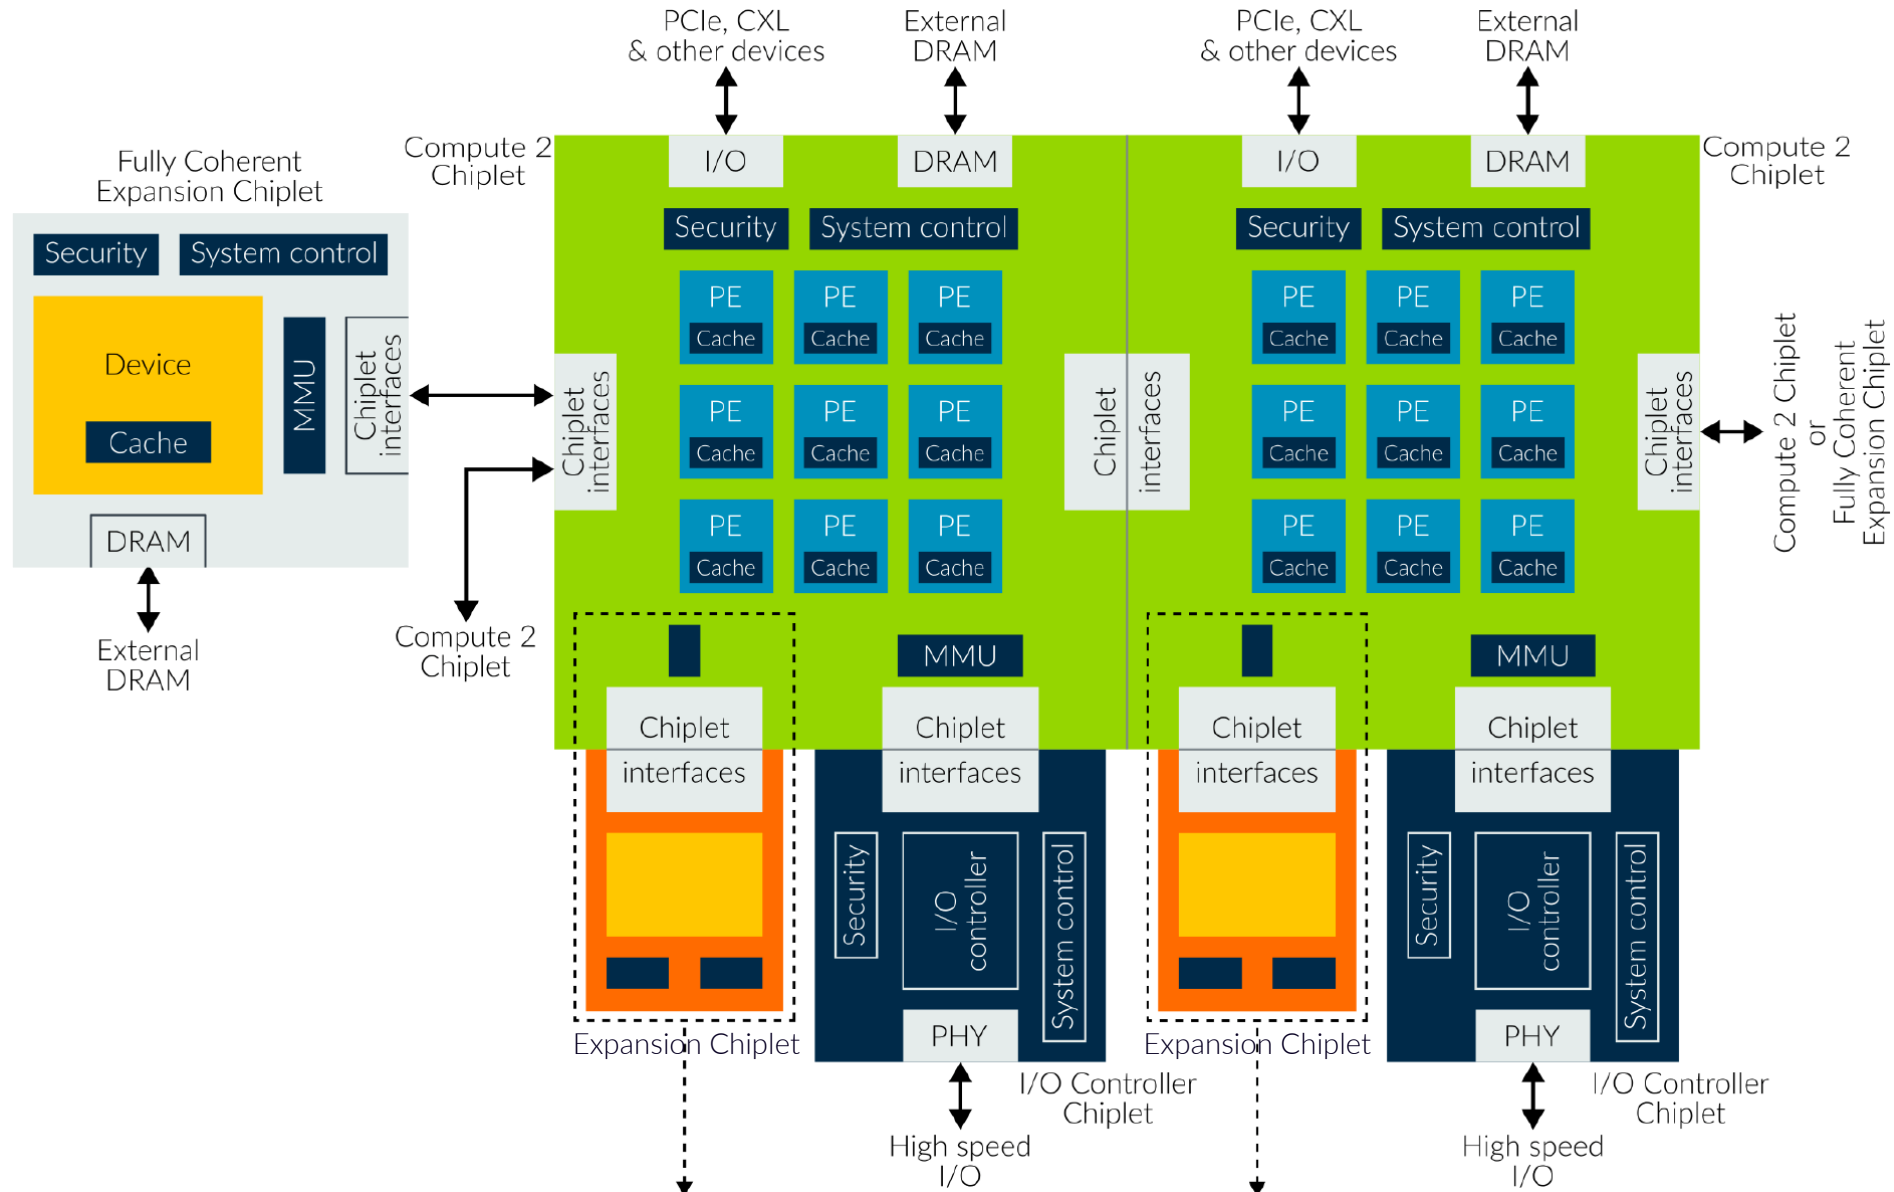 PCIe, CXL
& other devices
External
DRAM
PCIe, CXL
& other devices
External
DRAM
Compute 2
Chiplet
I/O
DRAM
I/O
DRAM
Compute 2
Chiplet
Fully Coherent
Expansion Chiplet
Security
System control
Security
System control
Security
System control
Device
Cache
MMU
Chiplet
interfaces
DRAM
External
DRAM
Chiplet
interfaces
Compute 2
Chiplet
PE
Cache
PE
Cache
PE
Cache
PE
Cache
PE
Cache
PE
Cache
PE
Cache
PE
Cache
PE
Cache
Chiplet
interfaces
PE
Cache
PE
Cache
PE
Cache
PE
Cache
PE
Cache
PE
Cache
PE
Cache
PE
Cache
PE
Cache
Chiplet
interfaces
Compute 2 Chiplet
or
Fully Coherent
Expansion Chiplet
MMU
MMU
Chiplet
interfaces
Chiplet
interfaces
Chiplet
interfaces
Chiplet
interfaces
Security
I/O
controller
System control
Security
I/O
controller
System control
PHY
PHY
Expansion Chiplet
Expansion Chiplet
I/O Controller
Chiplet
I/O Controller
Chiplet
High speed
I/O
High speed
I/O